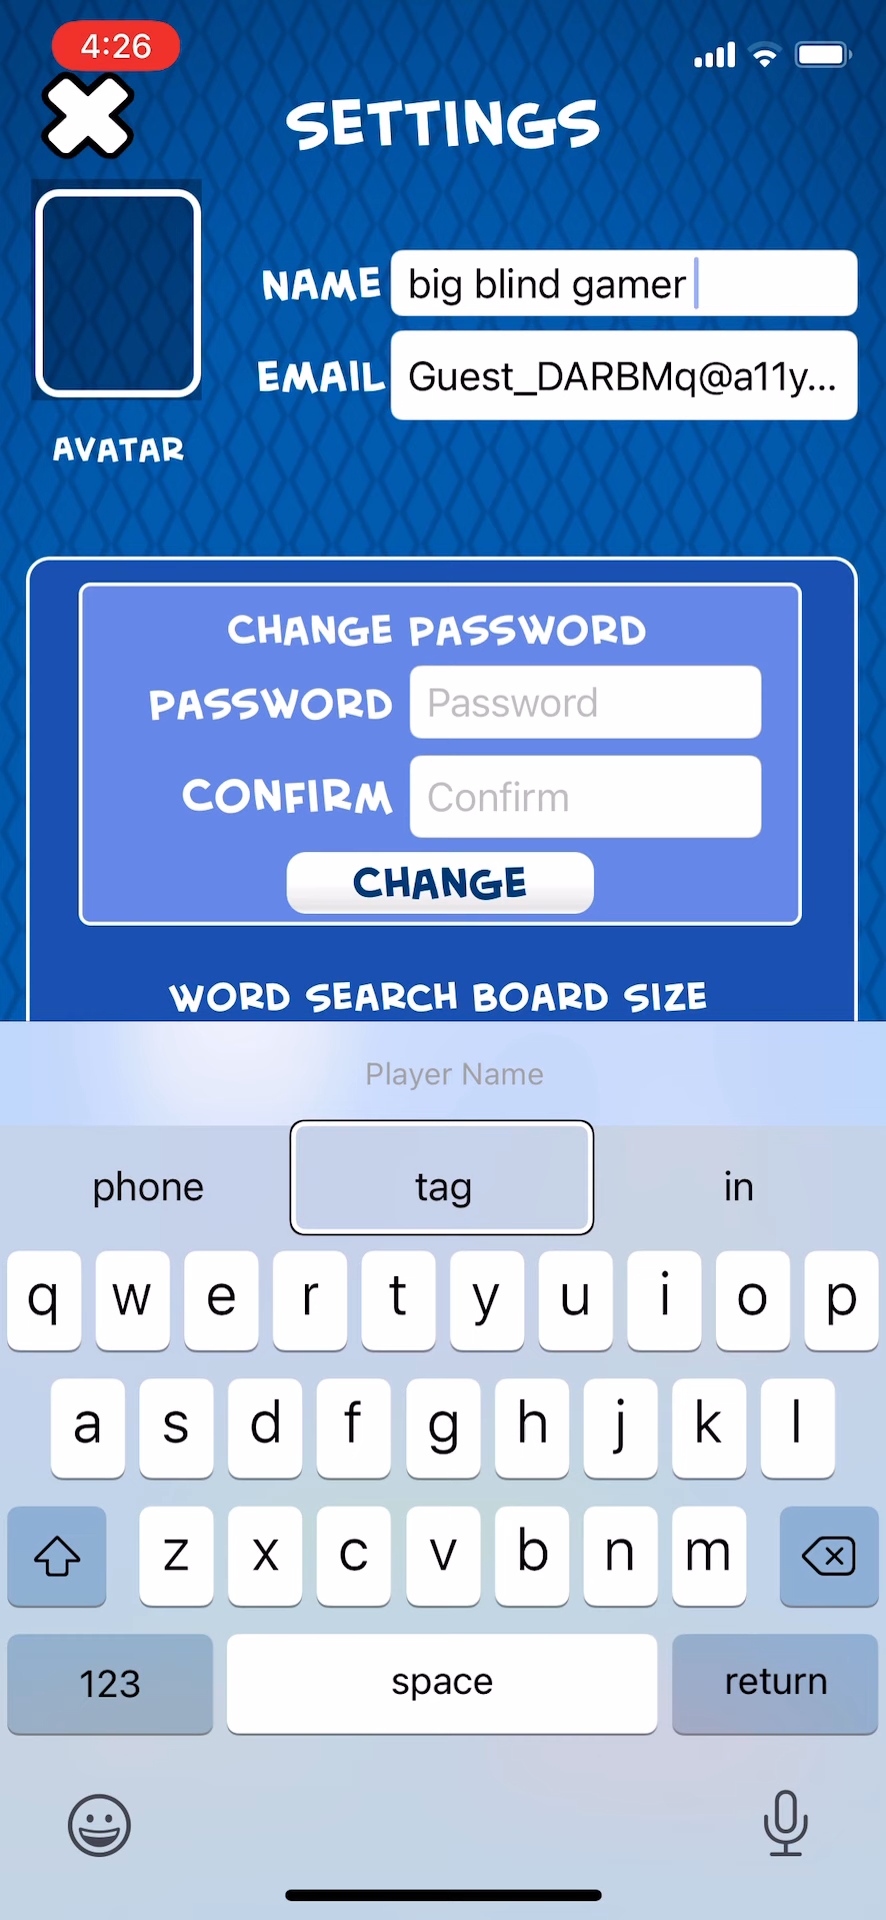 4:26
SETTINGS
NAME big blind gamer
EMAIL Guest_DARBMq@a11y...
AVATAR
CHANGE PASSWORD
PASSWORD Password
CONFIRM Confirm
CHANGE
WORD SEARCH BOARD SIZE
Player Name
phone tag in
q w e r t y u i o p
a s d f g h j k l
z x c v b n m
123 space return